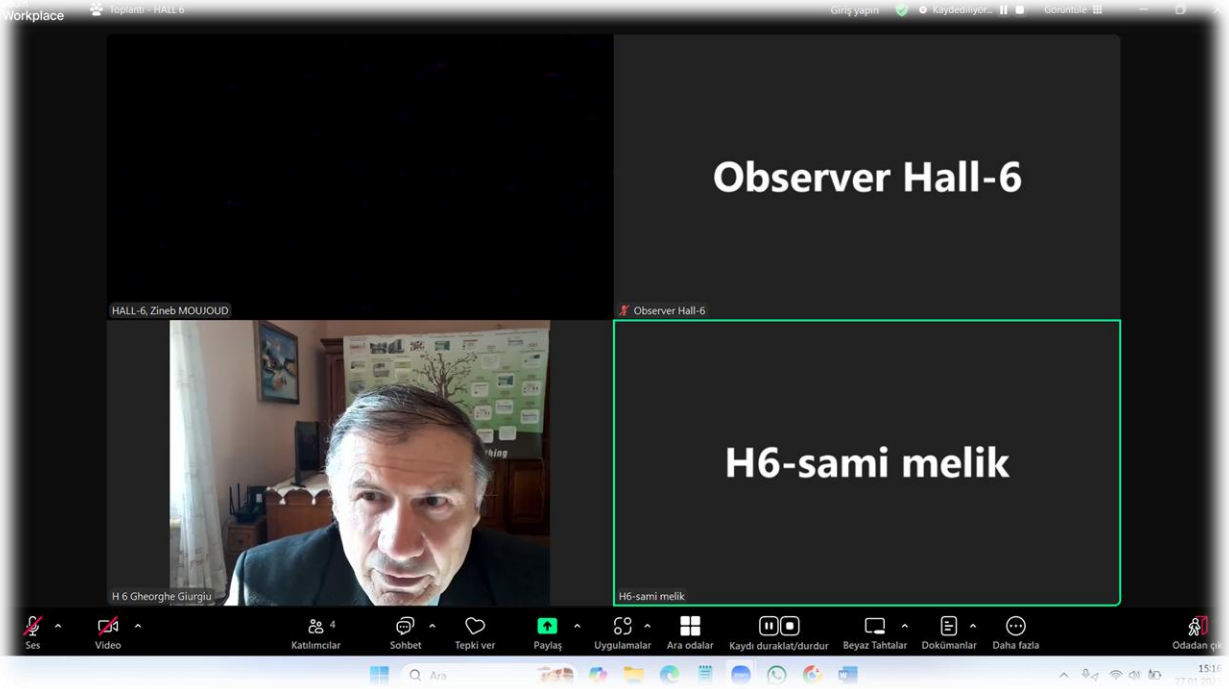 Workplace
Toplantı - HALL 6
Giriş yapın
Kaydediliyor...
Görüntüle
Observer Hall-6
HALL-6, Zineb MOUJOUD
Observer Hall-6
H6-sami melik
H 6 Gheorghe Giurgiu
H6-sami melik
Ses
Video
Katılımcılar
4
Sohbet
Tepki ver
Paylaş
Uygulamalar
Ara odalar
Kaydı duraklat/durdur
Beyaz Tahtalar
Dokümanlar
Daha fazla
Odadan çık
Ara
15:16